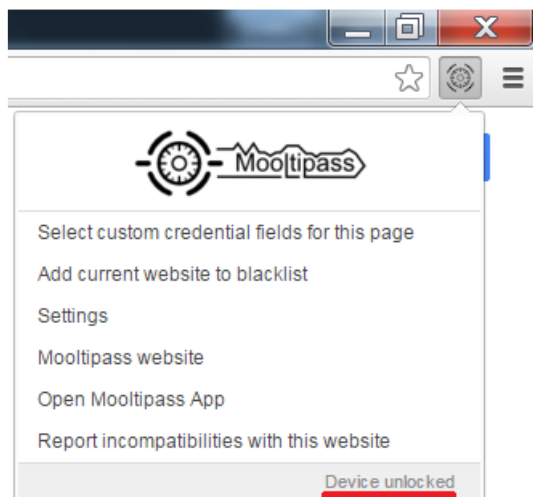 Mooltipass
Select custom credential fields for this page
Add current website to blacklist
Settings
Mooltipass website
Open Mooltipass App
Report incompatibilities with this website
Device unlocked